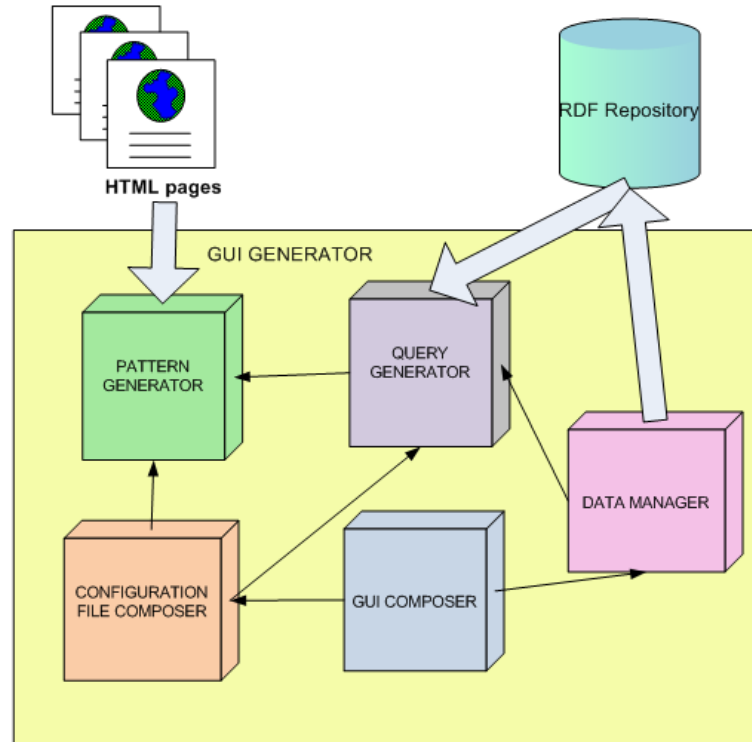 RDF Repository
HTML pages
GUI GENERATOR
PATTERN
GENERATOR
QUERY
GENERATOR
DATA MANAGER
CONFIGURATION
FILE COMPOSER
GUI COMPOSER